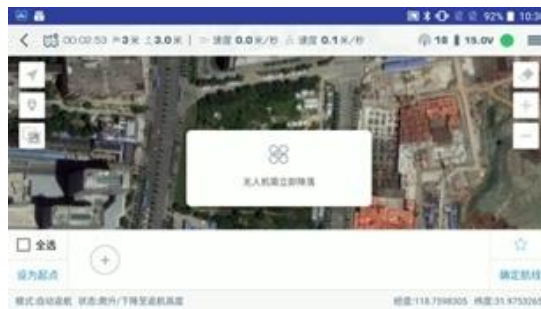 92% 10:30
00:02:53 3米 3.0米 | 速度 0.0米/秒 速度 0.1米/秒 18 15.0V
无人机需立即降落
全选
设为起点 确定航线
模式:自动返航 状态:爬升/下降至返航高度 经度:118.7598305 纬度:31.9753265